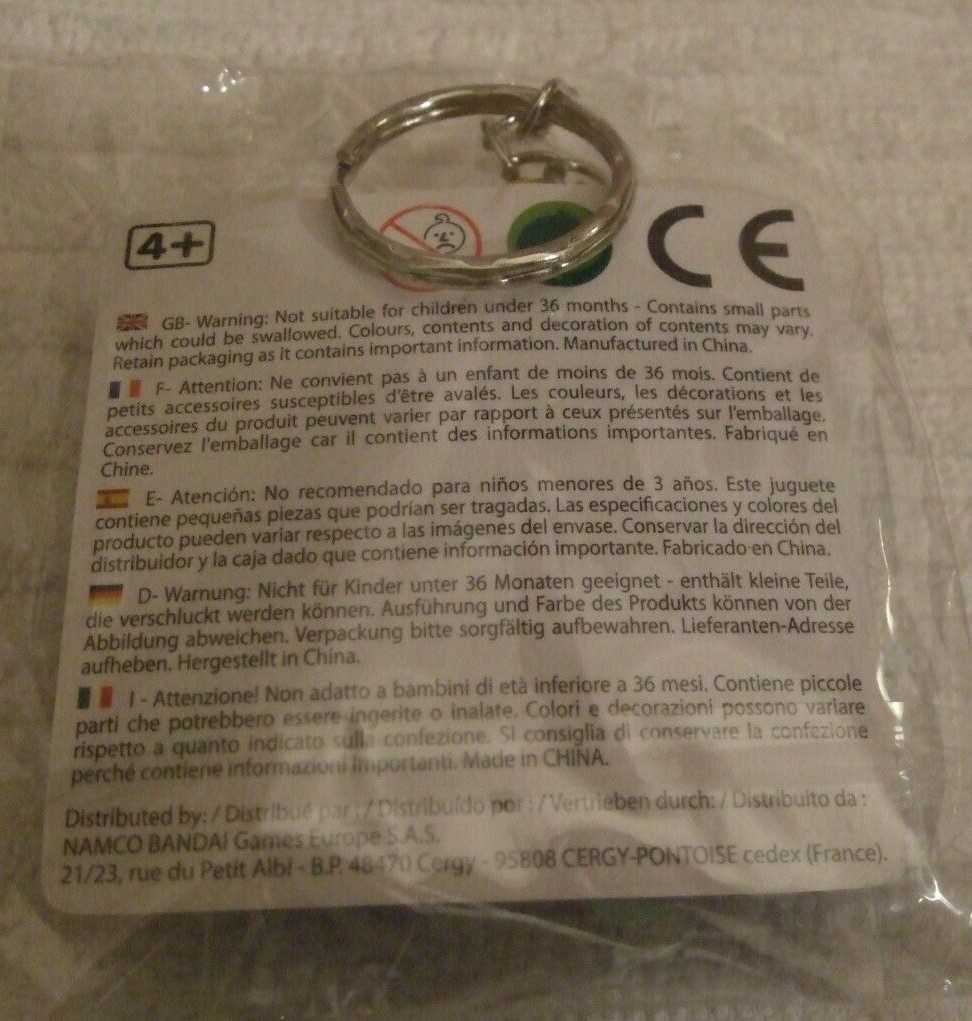 4+
CE
GB- Warning: Not suitable for children under 36 months - Contains small parts
which could be swallowed. Colours, contents and decoration of contents may vary.
Retain packaging as it contains important information. Manufactured in China.
F- Attention: Ne convient pas à un enfant de moins de 36 mois. Contient de
petits accessoires susceptibles d'être avalés. Les couleurs, les décorations et les
accessoires du produit peuvent varier par rapport à ceux présentés sur l'emballage.
Conservez l'emballage car il contient des informations importantes. Fabriqué en
Chine.
E- Atención: No recomendado para niños menores de 3 años. Este juguete
contiene pequeñas piezas que podrían ser tragadas. Las especificaciones y colores del
producto pueden variar respecto a las imágenes del envase. Conservar la dirección del
distribuidor y la caja dado que contiene información importante. Fabricado en China.
D- Warnung: Nicht für Kinder unter 36 Monaten geeignet - enthält kleine Teile,
die verschluckt werden können. Ausführung und Farbe des Produkts können von der
Abbildung abweichen. Verpackung bitte sorgfältig aufbewahren. Lieferanten-Adresse
aufheben. Hergestellt in China.
I - Attenzione! Non adatto a bambini di età inferiore a 36 mesi. Contiene piccole
parti che potrebbero essere ingerite o inalate. Colori e decorazioni possono variare
rispetto a quanto indicato sulla confezione. Si consiglia di conservare la confezione
perché contiene informazioni importanti. Made in CHINA.
Distributed by: / Distribué par : / Distribuído por : / Vertrieben durch: / Distribuito da :
NAMCO BANDAI Games Europe S.A.S.
21/23, rue du Petit Albi - B.P. 48470 Cergy - 95808 CERGY-PONTOISE cedex (France).